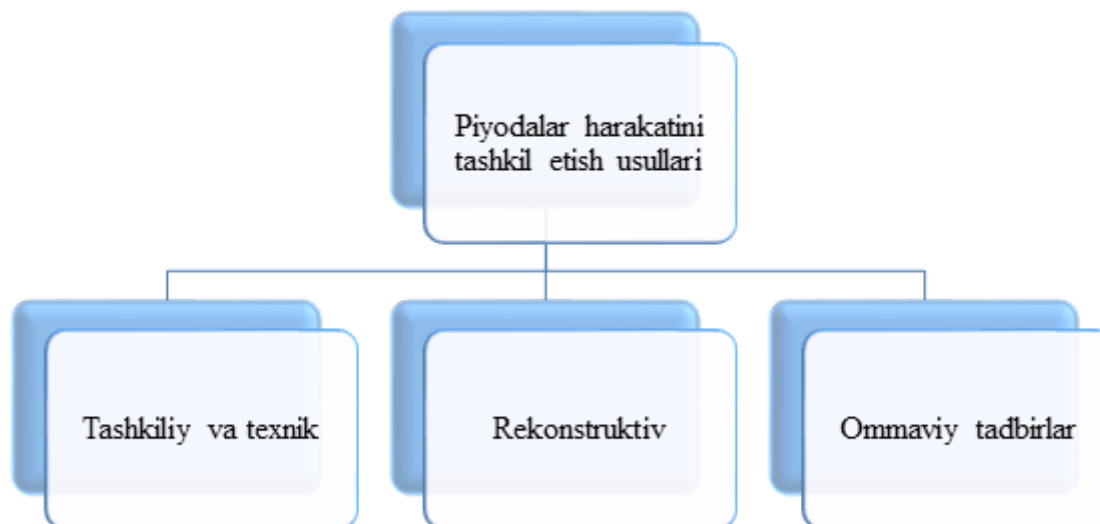 Piyodalar harakatini
tashkil etish usullari
Tashkiliy va texnik
Rekonstruktiv
Ommaviy tadbirlar